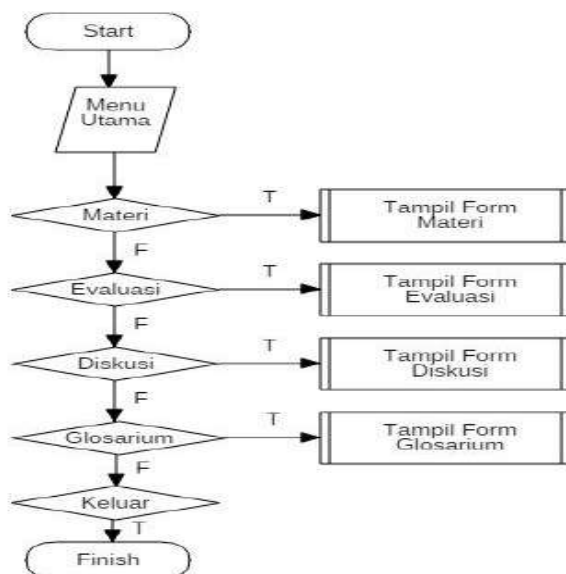 Start
Menu
Utama
Materi
T
Tampil Form
Materi
F
Evaluasi
T
Tampil Form
Evaluasi
F
Diskusi
T
Tampil Form
Diskusi
F
Glosarium
T
Tampil Form
Glosarium
F
Keluar
T
Finish